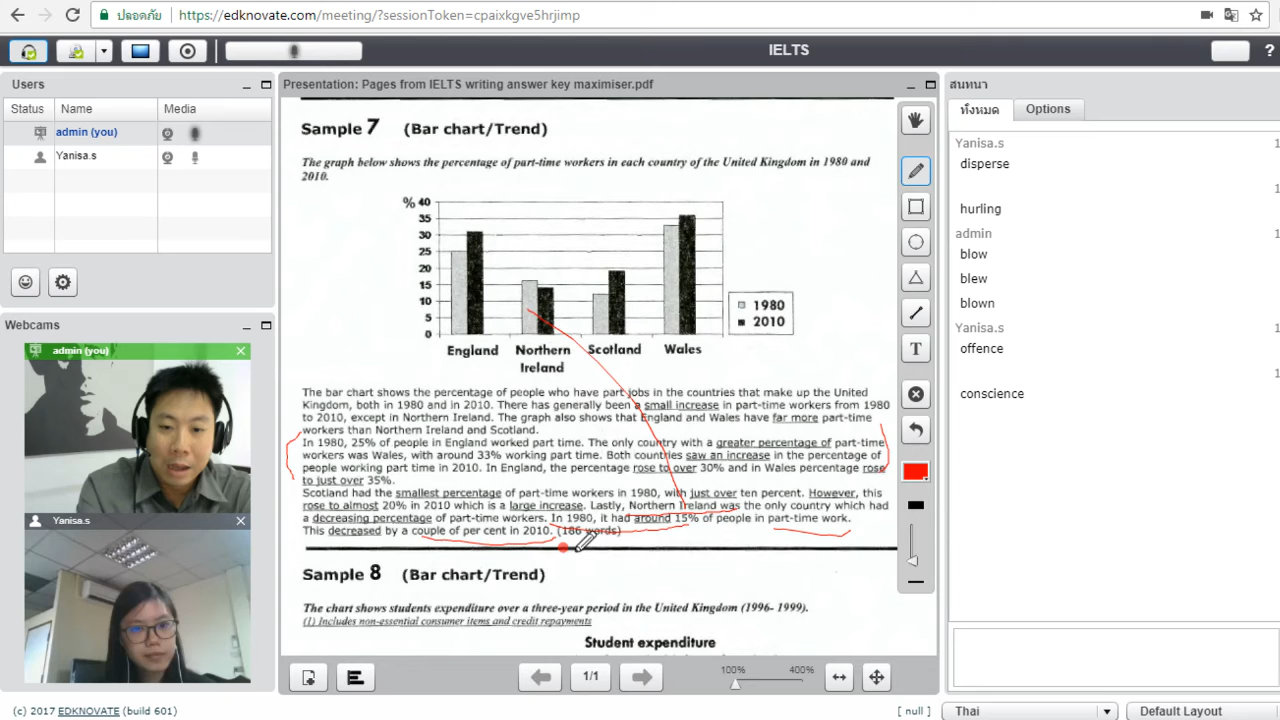 ปลอดภัย https://edknovate.com/meeting/?sessionToken=cpaixkgve5hrjimp
IELTS
?
Users
Status Name Media
admin (you)
Yanisa.s
Webcams
admin (you)
Yanisa.s
Presentation: Pages from IELTS writing answer key maximiser.pdf
Sample 7 (Bar chart/Trend)
The graph below shows the percentage of part-time workers in each country of the United Kingdom in 1980 and
2010.
% 40
35
30
25
20
15
10
5
0
1980
2010
England Northern Scotland Wales
Ireland
The bar chart shows the percentage of people who have part jobs in the countries that make up the United
Kingdom, both in 1980 and in 2010. There has generally been a small increase in part-time workers from 1980
to 2010, except in Northern Ireland. The graph also shows that England and Wales have far more part-time
workers than Northern Ireland and Scotland.
In 1980, 25% of people in England worked part time. The only country with a greater percentage of part-time
workers was Wales, with around 33% working part time. Both countries saw an increase in the percentage of
people working part time in 2010. In England, the percentage rose to over 30% and in Wales percentage rose
to just over 35%.
Scotland had the smallest percentage of part-time workers in 1980, with just over ten percent. However, this
rose to almost 20% in 2010 which is a large increase. Lastly, Northern Ireland was the only country which had
a decreasing percentage of part-time workers. In 1980, it had around 15% of people in part-time work.
This decreased by a couple of per cent in 2010. (186 words)
Sample 8 (Bar chart/Trend)
The chart shows students expenditure over a three-year period in the United Kingdom (1996- 1999).
(1) Includes non-essential consumer items and credit repayments
Student expenditure
1/1
100% 400%
T
สนทนา
ทั้งหมด Options
Yanisa.s 1
disperse
1
hurling
admin 1
blow
blew
blown
Yanisa.s 1
offence
1
conscience
(c) 2017 EDKNOVATE (build 601)
[ null ]
Thai
Default Layout